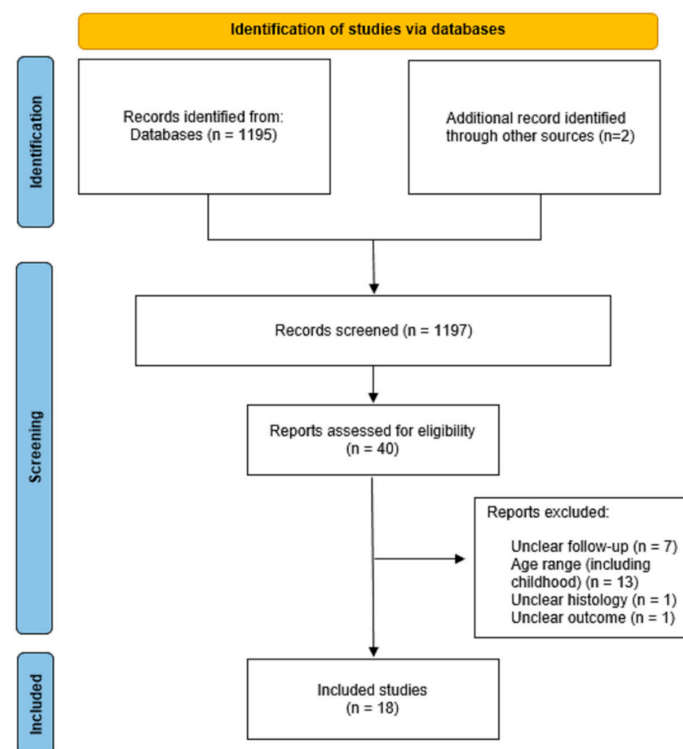 Identification of studies via databases
Identification
Records identified from:
Databases (n = 1195)
Additional record identified
through other sources (n=2)
Screening
Records screened (n = 1197)
Reports assessed for eligibility
(n = 40)
Reports excluded:
Unclear follow-up (n = 7)
Age range (including
childhood) (n = 13)
Unclear histology (n = 1)
Unclear outcome (n = 1)
Included
Included studies
(n = 18)